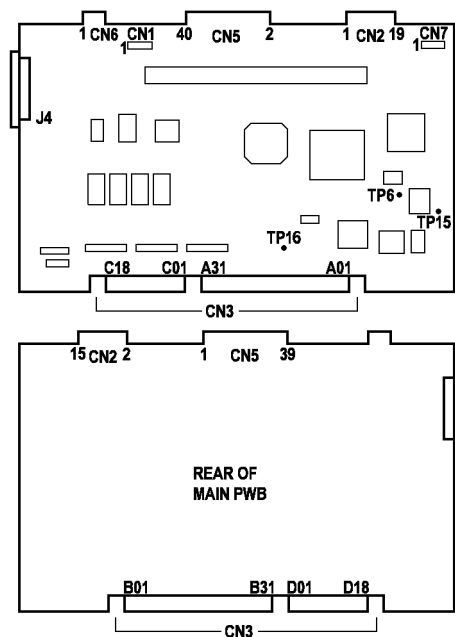 1 CN6 CN1 40 CN5 2 1 CN2 19 CN7
1 1
J4
TP6
TP15
TP16
C18 C01 A31 A01
CN3
15 CN2 2 1 CN5 39
REAR OF
MAIN PWB
B01 B31 D01 D18
CN3